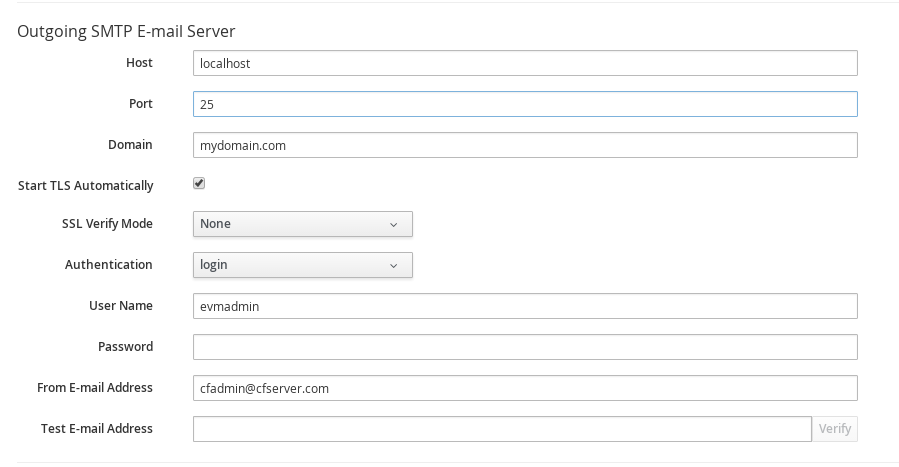 Outgoing SMTP E-mail Server
Host localhost
Port 25
Domain mydomain.com
Start TLS Automatically
SSL Verify Mode None
Authentication login
User Name evmadmin
Password
From E-mail Address cfadmin@cfserver.com
Test E-mail Address Verify